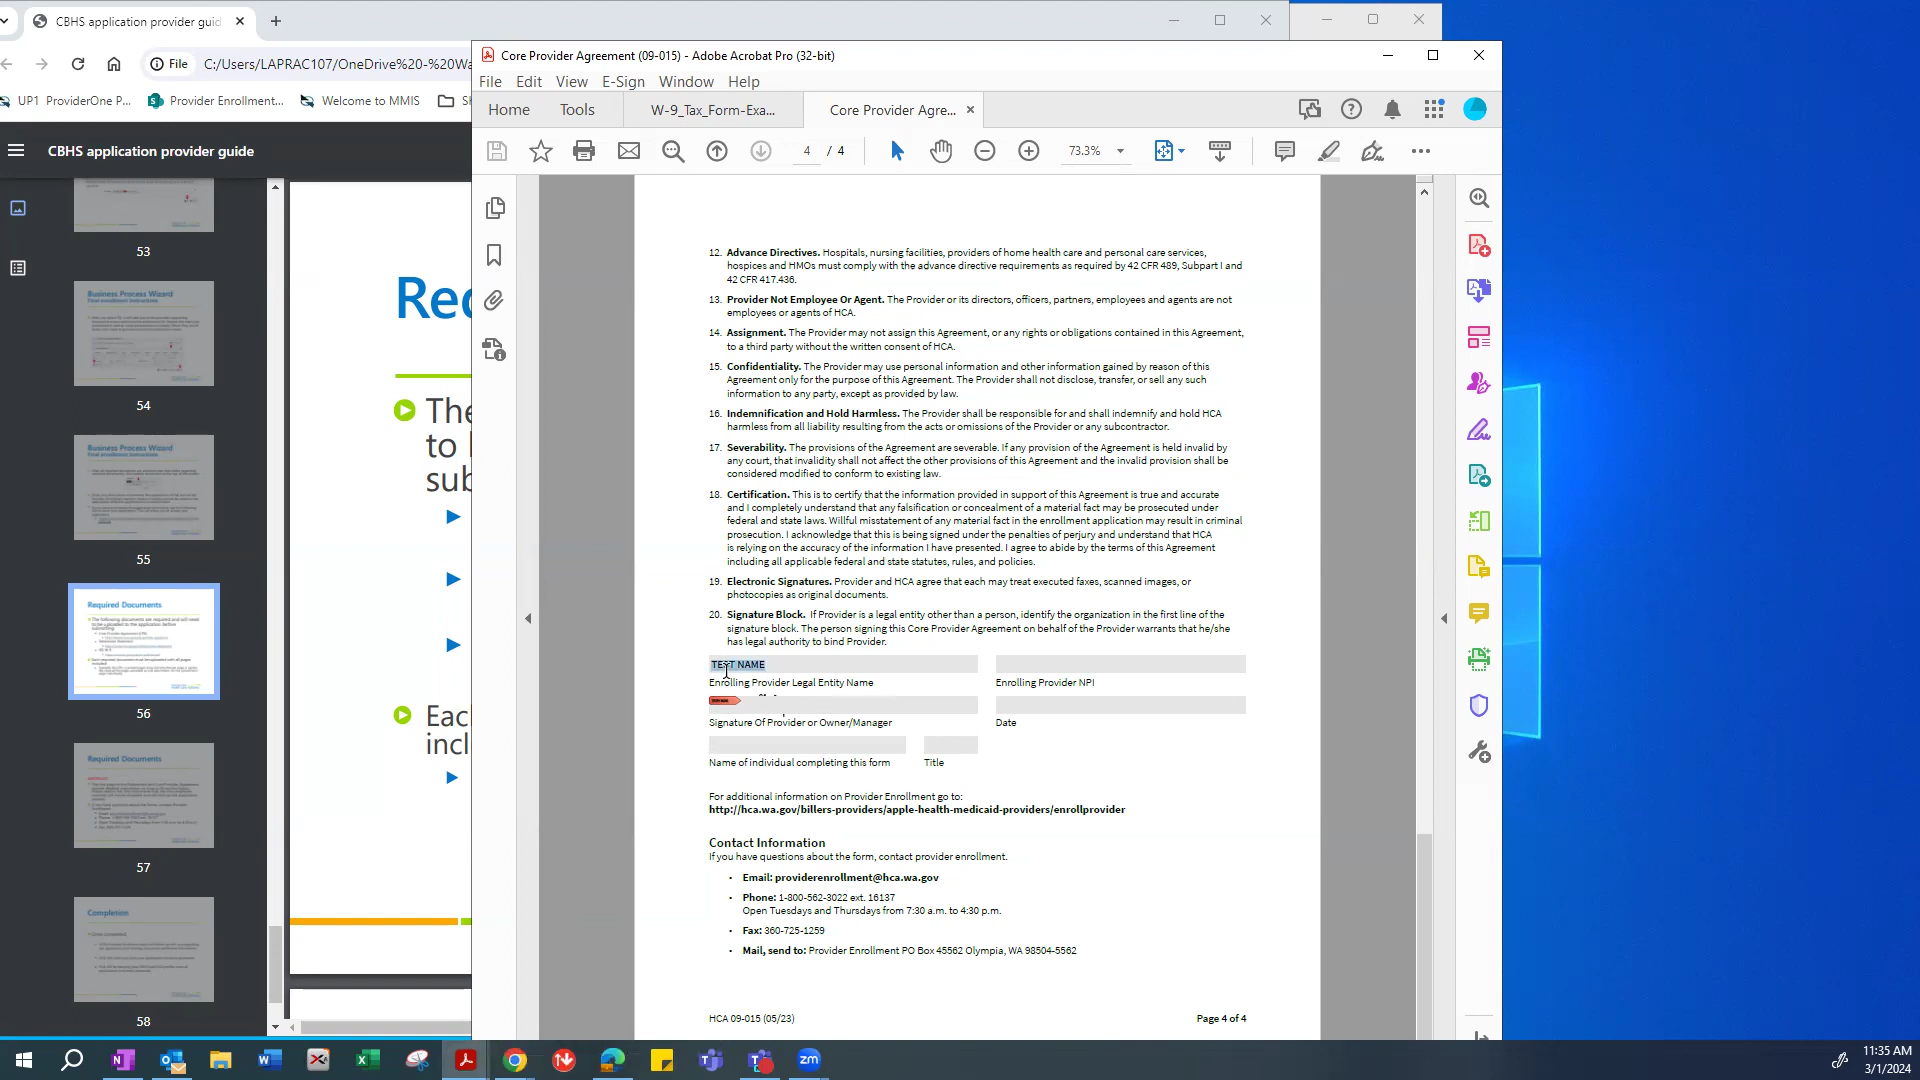 CBHS application provider guid
File
C:/Users/LAPRAC107/OneDrive%20-%20Wa
UP1 ProviderOne P...
Provider Enrollment...
Welcome to MMIS
CBHS application provider guide
53
Business Process Wizard
54
Business Process Wizard
55
Required Documents
56
Required Documents
57
Completion
58
The
to
sub
Eac
incl
Core Provider Agreement (09-015) - Adobe Acrobat Pro (32-bit)
File Edit View E-Sign Window Help
Home Tools W-9_Tax_Form-Exa... Core Provider Agre...
4 / 4 73.3%
12. Advance Directives. Hospitals, nursing facilities, providers of home health care and personal care services,
hospices and HMOs must comply with the advance directive requirements as required by 42 CFR 489, Subpart I and
42 CFR 417.436.
13. Provider Not Employee Or Agent. The Provider or its directors, officers, partners, employees and agents are not
employees or agents of HCA.
14. Assignment. The Provider may not assign this Agreement, or any rights or obligations contained in this Agreement,
to a third party without the written consent of HCA.
15. Confidentiality. The Provider may use personal information and other information gained by reason of this
Agreement only for the purpose of this Agreement. The Provider shall not disclose, transfer, or sell any such
information to any party, except as provided by law.
16. Indemnification and Hold Harmless. The Provider shall be responsible for and shall indemnify and hold HCA
harmless from all liability resulting from the acts or omissions of the Provider or any subcontractor.
17. Severability. The provisions of the Agreement are severable. If any provision of the Agreement is held invalid by
any court, that invalidity shall not affect the other provisions of this Agreement and the invalid provision shall be
considered modified to conform to existing law.
18. Certification. This is to certify that the information provided in support of this Agreement is true and accurate
and I completely understand that any falsification or concealment of a material fact may be prosecuted under
federal and state laws. Willful misstatement of any material fact in the enrollment application may result in criminal
prosecution. I acknowledge that this is being signed under the penalties of perjury and understand that HCA
is relying on the accuracy of the information I have presented. I agree to abide by the terms of this Agreement
including all applicable federal and state statutes, rules, and policies.
19. Electronic Signatures. Provider and HCA agree that each may treat executed faxes, scanned images, or
photocopies as original documents.
20. Signature Block. If Provider is a legal entity other than a person, identify the organization in the first line of the
signature block. The person signing this Core Provider Agreement on behalf of the Provider warrants that he/she
has legal authority to bind Provider.
TEST NAME
Enrolling Provider Legal Entity Name Enrolling Provider NPI
Signature Of Provider or Owner/Manager Date
Name of individual completing this form Title
For additional information on Provider Enrollment go to:
http://hca.wa.gov/billers-providers/apple-health-medicaid-providers/enrollprovider
Contact Information
If you have questions about the form, contact provider enrollment.
• Email: providerenrollment@hca.wa.gov
• Phone: 1-800-562-3022 ext. 16137
Open Tuesdays and Thursdays from 7:30 a.m. to 4:30 p.m.
• Fax: 360-725-1259
• Mail, send to: Provider Enrollment PO Box 45562 Olympia, WA 98504-5562
HCA 09-015 (05/23) Page 4 of 4
zm
11:35 AM
3/1/2024